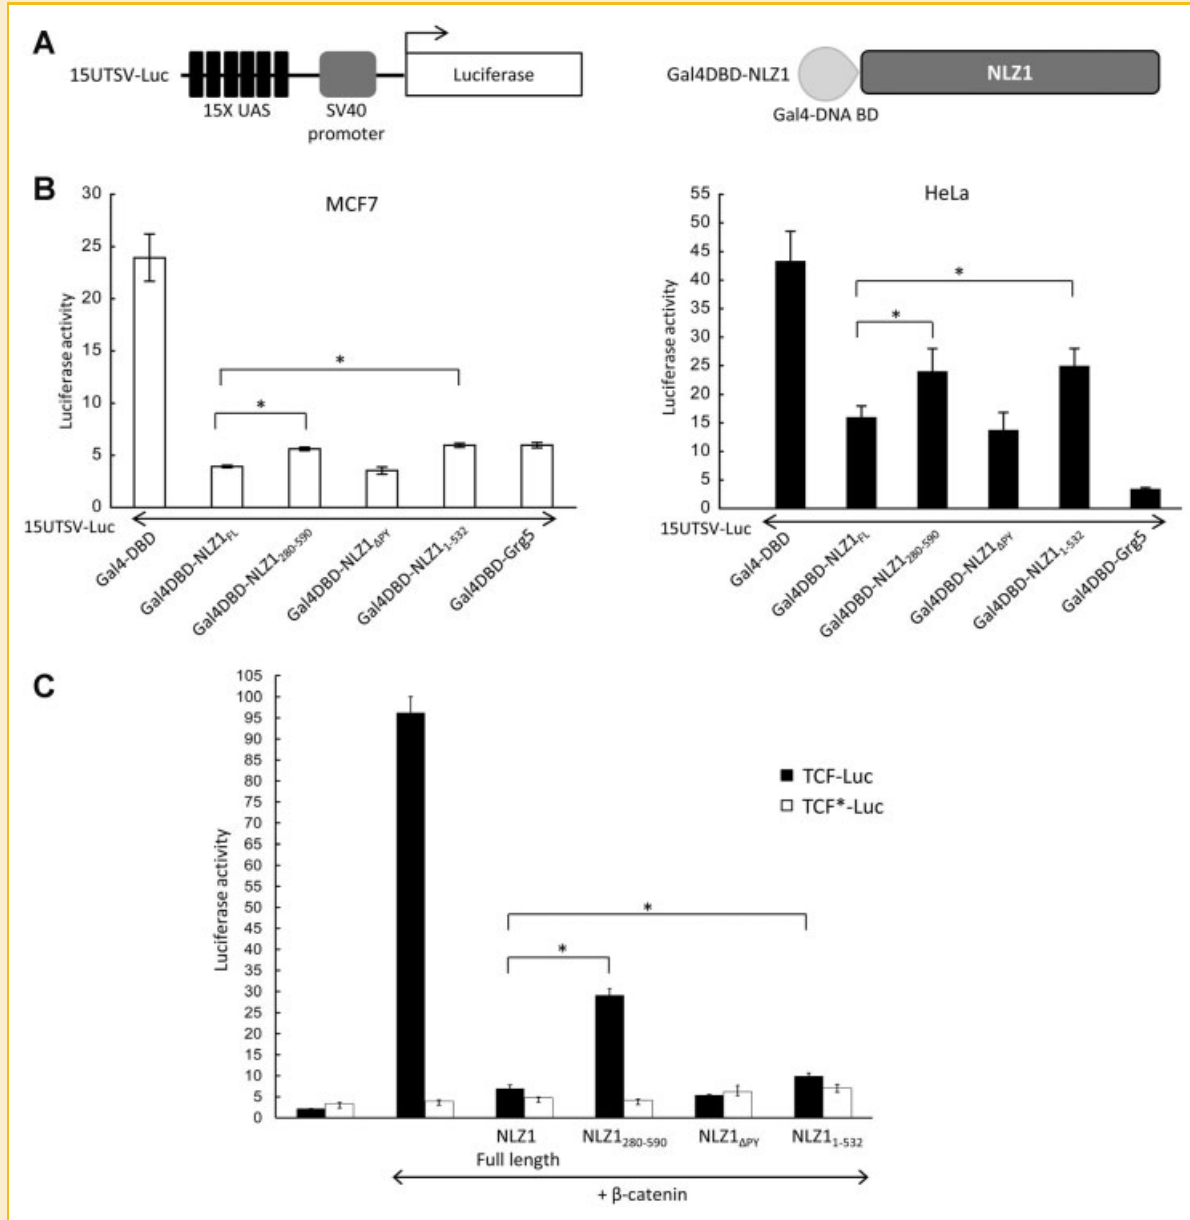 A
15UTSV-Luc
Luciferase
15X UAS
SV40
promoter
Gal4DBD-NLZ1
NLZ1
Gal4-DNA BD
B
MCF7
Luciferase activity
30
25
20
15
10
5
0
*
*
15UTSV-Luc
Gal4-DBD
Gal4DBD-NLZ1FL
Gal4DBD-NLZ1280-590
Gal4DBD-NLZ1ΔPY
Gal4DBD-NLZ11-532
Gal4DBD-Grg5
HeLa
Luciferase activity
55
50
45
40
35
30
25
20
15
10
5
0
*
*
15UTSV-Luc
Gal4-DBD
Gal4DBD-NLZ1FL
Gal4DBD-NLZ1280-590
Gal4DBD-NLZ1ΔPY
Gal4DBD-NLZ11-532
Gal4DBD-Grg5
C
Luciferase activity
105
100
95
90
85
80
75
70
65
60
55
50
45
40
35
30
25
20
15
10
5
0
TCF-Luc
TCF*-Luc
*
*
NLZ1
Full length
NLZ1280-590
NLZ1ΔPY
NLZ11-532
+ β-catenin